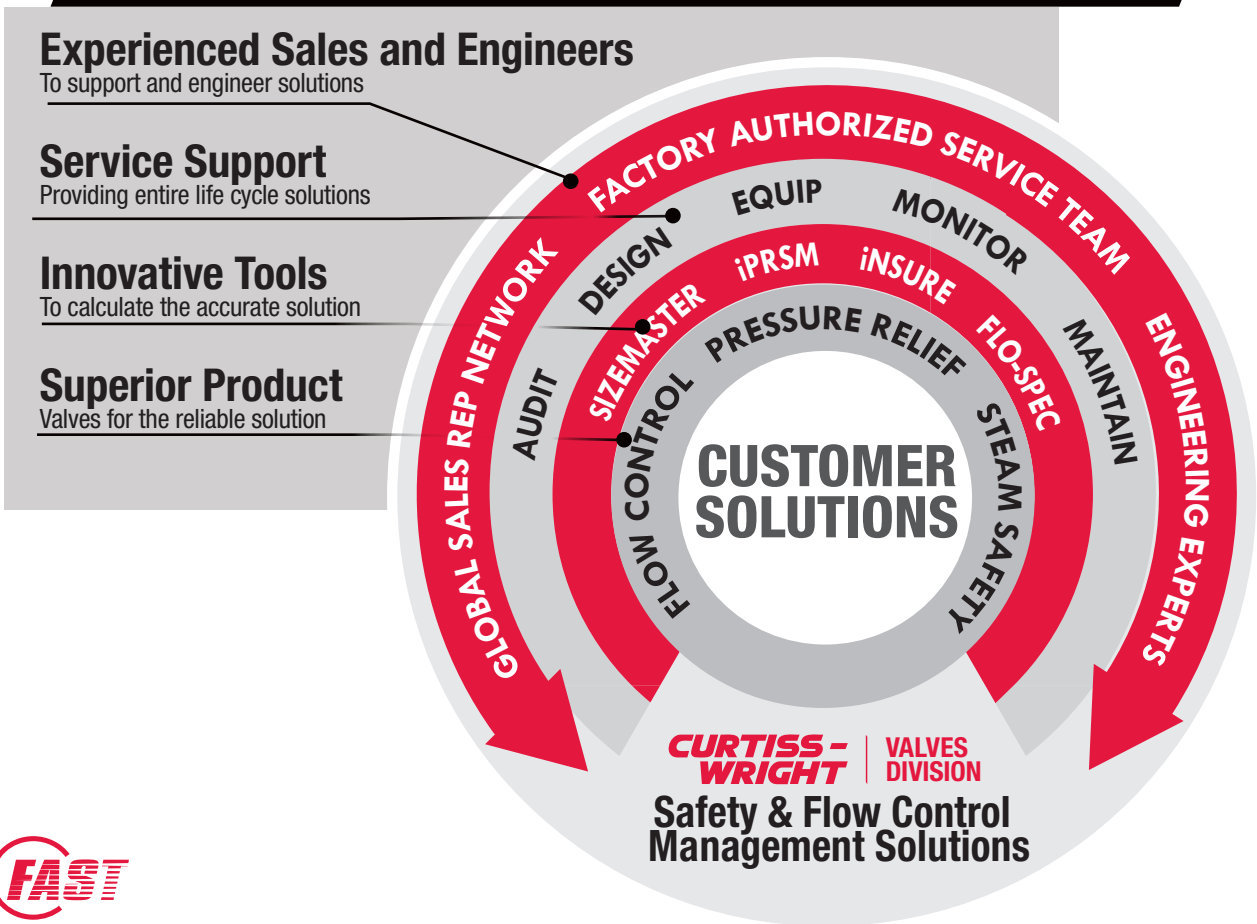 Experienced Sales and Engineers
To support and engineer solutions
Service Support
Providing entire life cycle solutions
Innovative Tools
To calculate the accurate solution
Superior Product
Valves for the reliable solution
GLOBAL SALES REP NETWORK
FACTORY AUTHORIZED SERVICE TEAM
ENGINEERING EXPERTS
AUDIT
DESIGN
EQUIP
MONITOR
MAINTAIN
SIZEMASTER
iPRSM
iNSURE
FLO-SPEC
FLOW CONTROL
PRESSURE RELIEF
STEAM SAFETY
CUSTOMER
SOLUTIONS
CURTISS-
WRIGHT
VALVES
DIVISION
Safety & Flow Control
Management Solutions
FAST